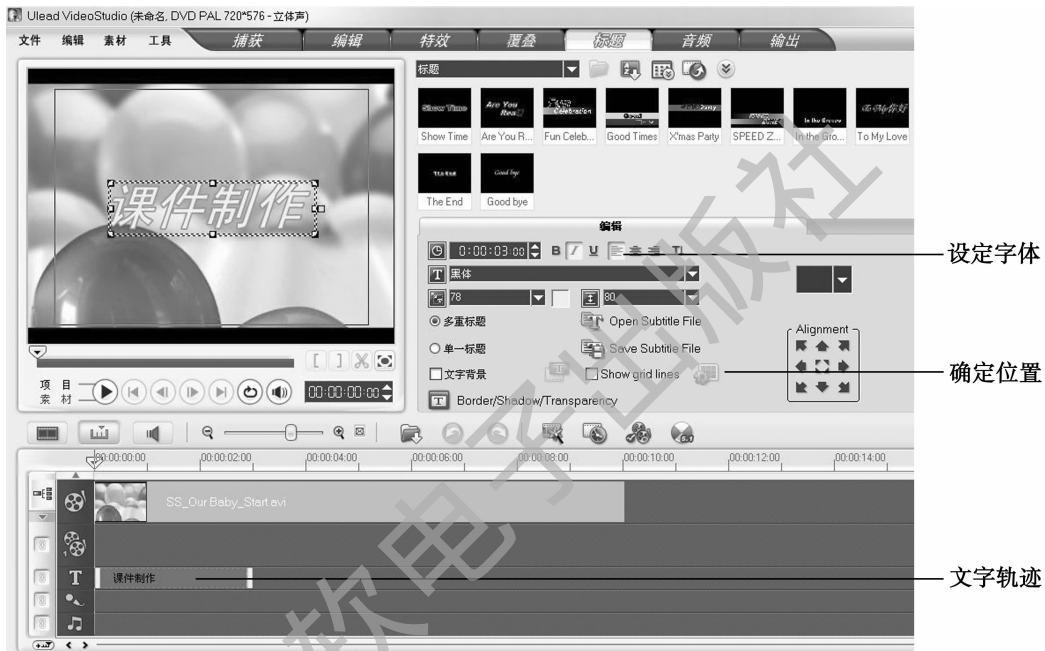 Ulead VideoStudio (未命名, DVD PAL 720*576 - 立体声)
文件 编辑 素材 工具 捕获 编辑 特效 覆叠 标题 音频 输出
标题
课件制作
Show Time Are You R... Fun Celeb... Good Times X'mas Party SPEED Z... In the Gro... To My Love
The End Good bye
编辑
0:00:03:00 B I U
设定字体
黑体
78 80
多重标题 Open Subtitle File
单一标题 Save Subtitle File
文字背景 Show grid lines
Border/Shadow/Transparency
Alignment
确定位置
项目
素材
00:00:00:00
00:00:00:00 00:00:02:00 00:00:04:00 00:00:06:00 00:00:08:00 00:00:10:00 00:00:12:00 00:00:14:00
SS_Our Baby_Start.avi
T 课件制作
文字轨迹
软电子出版社